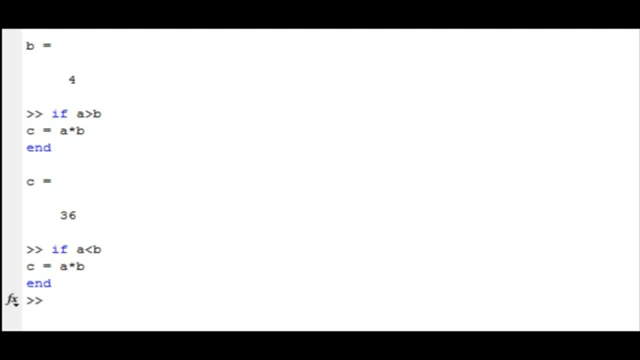 b =
4
>> if a>b
c = a*b
end
c =
36
>> if a<b
c = a*b
end
fx >>